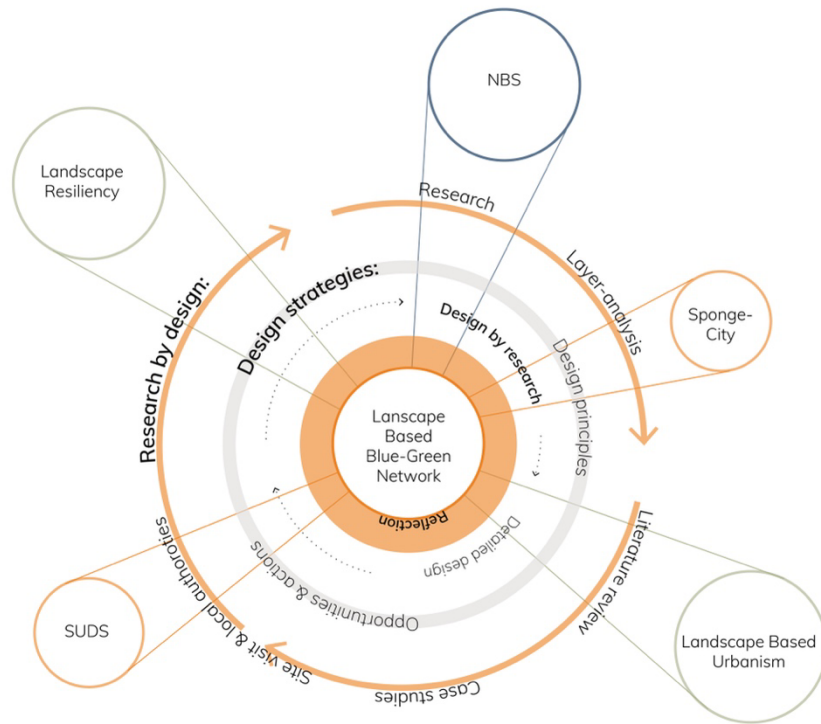 NBS
Landscape
Resiliency
Research
Layer-analysis
Research by design:
Design strategies:
Design by research
Design principles
Sponge-
City
Lanscape
Based
Blue-Green
Network
Reflection
Detailed design
Opportunities & actions
Literature review
Case studies
Site visit & local authoroties
SUDS
Landscape Based
Urbanism